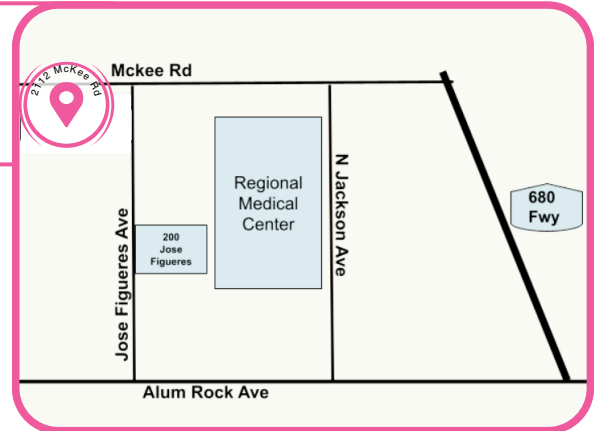 2112 McKee Rd
Mckee Rd
Regional
Medical
Center
N Jackson Ave
680
Fwy
200
Jose
Figueres
Jose Figueres Ave
Alum Rock Ave